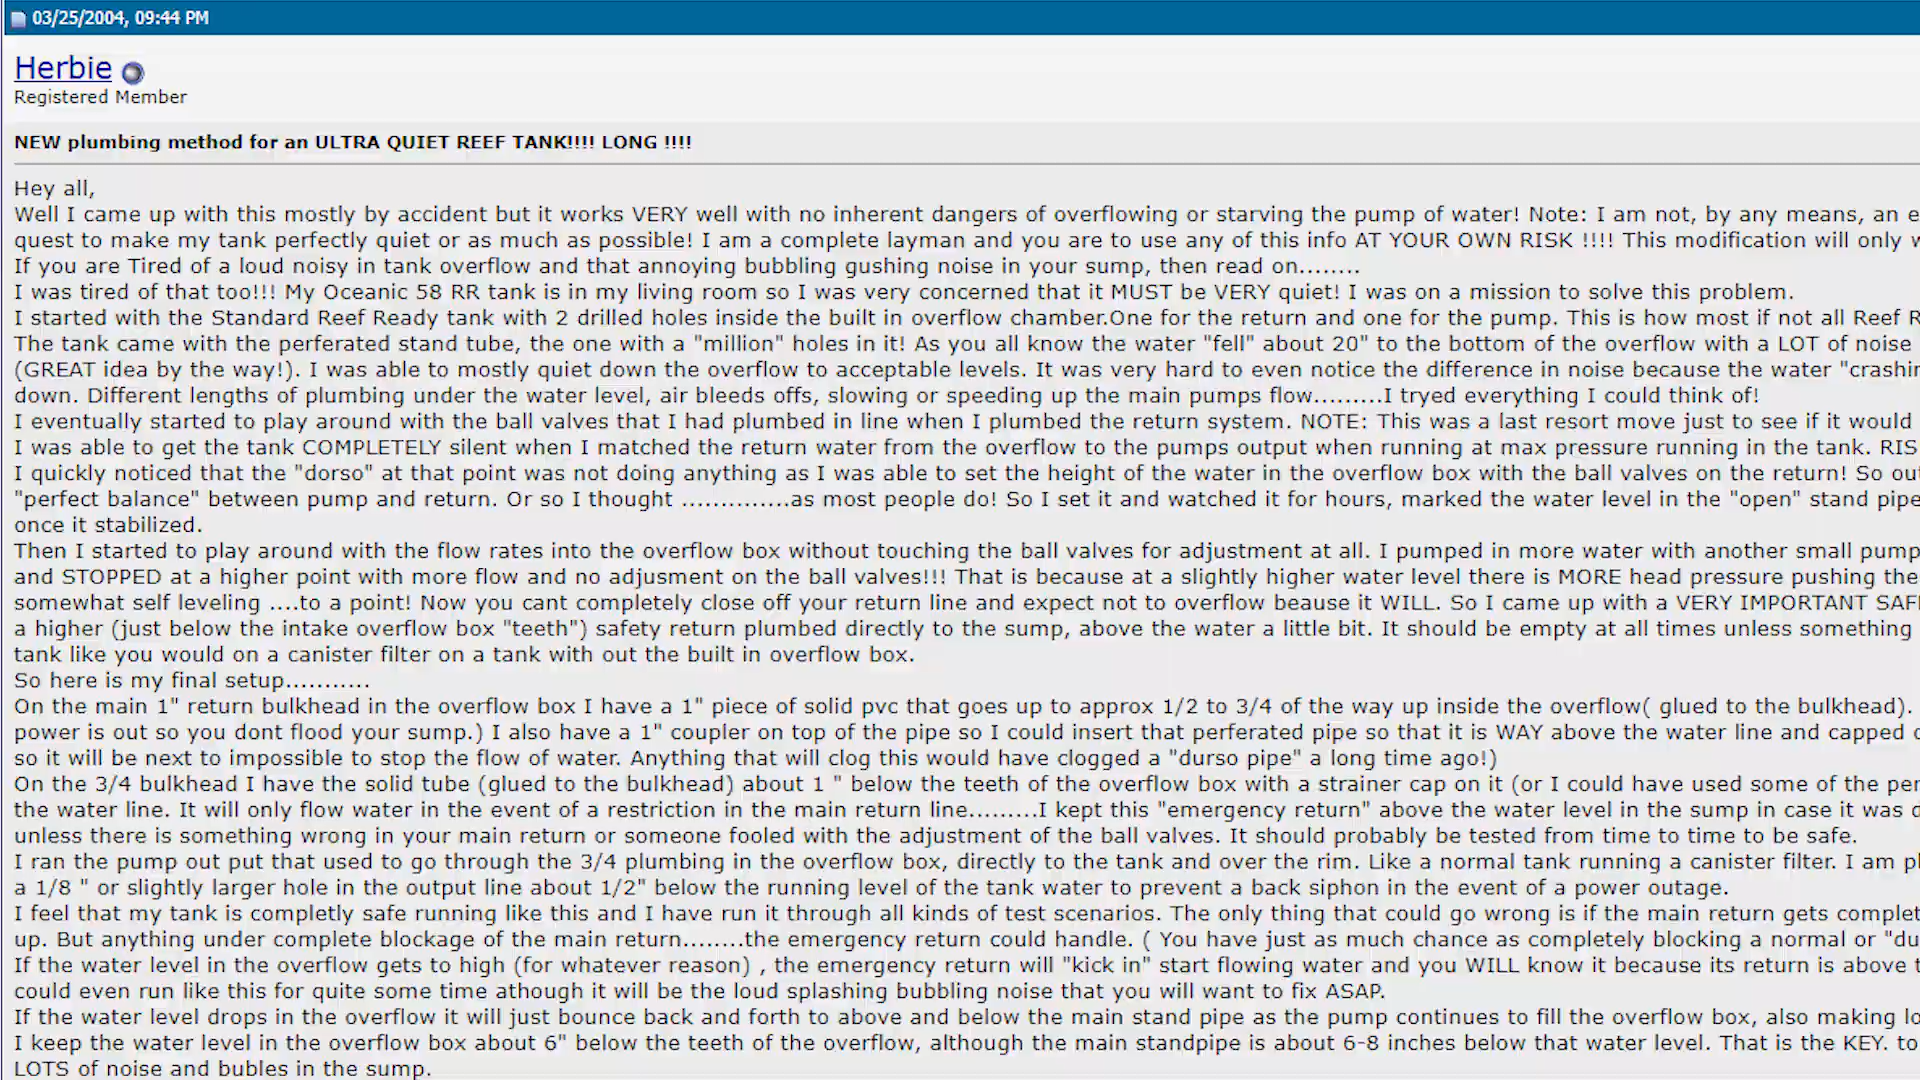 03/25/2004, 09:44 PM
Herbie
Registered Member
NEW plumbing method for an ULTRA QUIET REEF TANK!!!! LONG !!!!
Hey all,
Well I came up with this mostly by accident but it works VERY well with no inherent dangers of overflowing or starving the pump of water! Note: I am not, by any means, an e
quest to make my tank perfectly quiet or as much as possible! I am a complete layman and you are to use any of this info AT YOUR OWN RISK !!!! This modification will only w
If you are Tired of a loud noisy in tank overflow and that annoying bubbling gushing noise in your sump, then read on........
I was tired of that too!!! My Oceanic 58 RR tank is in my living room so I was very concerned that it MUST be VERY quiet! I was on a mission to solve this problem.
I started with the Standard Reef Ready tank with 2 drilled holes inside the built in overflow chamber.One for the return and one for the pump. This is how most if not all Reef R
The tank came with the perferated stand tube, the one with a "million" holes in it! As you all know the water "fell" about 20" to the bottom of the overflow with a LOT of noise
(GREAT idea by the way!). I was able to mostly quiet down the overflow to acceptable levels. It was very hard to even notice the difference in noise because the water "crashin
down. Different lengths of plumbing under the water level, air bleeds offs, slowing or speeding up the main pumps flow.........I tryed everything I could think of!
I eventually started to play around with the ball valves that I had plumbed in line when I plumbed the return system. NOTE: This was a last resort move just to see if it would
I was able to get the tank COMPLETELY silent when I matched the return water from the overflow to the pumps output when running at max pressure running in the tank. RIS
I quickly noticed that the "dorso" at that point was not doing anything as I was able to set the height of the water in the overflow box with the ball valves on the return! So ou
"perfect balance" between pump and return. Or so I thought ..............as most people do! So I set it and watched it for hours, marked the water level in the "open" stand pipe
once it stabilized.
Then I started to play around with the flow rates into the overflow box without touching the ball valves for adjustment at all. I pumped in more water with another small pump
and STOPPED at a higher point with more flow and no adjusment on the ball valves!!! That is because at a slightly higher water level there is MORE head pressure pushing the
somewhat self leveling ....to a point! Now you cant completely close off your return line and expect not to overflow beause it WILL. So I came up with a VERY IMPORTANT SAFE
a higher (just below the intake overflow box "teeth") safety return plumbed directly to the sump, above the water a little bit. It should be empty at all times unless something
tank like you would on a canister filter on a tank with out the built in overflow box.
So here is my final setup...........
On the main 1" return bulkhead in the overflow box I have a 1" piece of solid pvc that goes up to approx 1/2 to 3/4 of the way up inside the overflow( glued to the bulkhead).
power is out so you dont flood your sump.) I also have a 1" coupler on top of the pipe so I could insert that perforated pipe so that it is WAY above the water line and capped o
so it will be next to impossible to stop the flow of water. Anything that will clog this would have clogged a "durso pipe" a long time ago!)
On the 3/4 bulkhead I have the solid tube (glued to the bulkhead) about 1 " below the teeth of the overflow box with a strainer cap on it (or I could have used some of the per
the water line. It will only flow water in the event of a restriction in the main return line.........I kept this "emergency return" above the water level in the sump in case it was o
unless there is something wrong in your main return or someone fooled with the adjustment of the ball valves. It should probably be tested from time to time to be safe.
I ran the pump out put that used to go through the 3/4 plumbing in the overflow box, directly to the tank and over the rim. Like a normal tank running a canister filter. I am pl
a 1/8 " or slightly larger hole in the output line about 1/2" below the running level of the tank water to prevent a back siphon in the event of a power outage.
I feel that my tank is completly safe running like this and I have run it through all kinds of test scenarios. The only thing that could go wrong is if the main return gets complet
up. But anything under complete blockage of the main return........the emergency return could handle. ( You have just as much chance as completely blocking a normal or "du
If the water level in the overflow gets to high (for whatever reason) , the emergency return will "kick in" start flowing water and you WILL know it because its return is above t
could even run like this for quite some time athough it will be the loud splashing bubbling noise that you will want to fix ASAP.
If the water level drops in the overflow it will just bounce back and forth to above and below the main stand pipe as the pump continues to fill the overflow box, also making lo
I keep the water level in the overflow box about 6" below the teeth of the overflow, although the main standpipe is about 6-8 inches below that water level. That is the KEY. to
LOTS of noise and bubles in the sump.